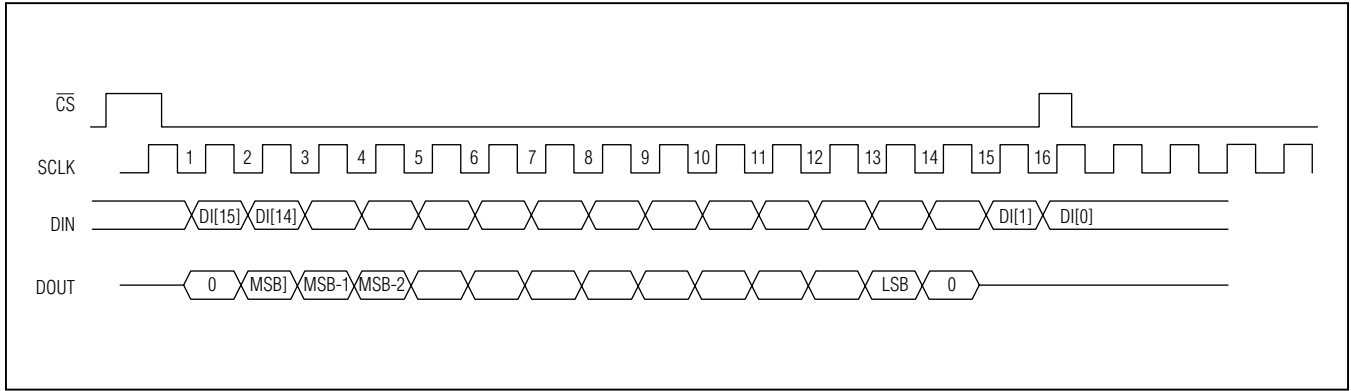 CS
SCLK 1 2 3 4 5 6 7 8 9 10 11 12 13 14 15 16
DIN DI[15] DI[14] DI[1] DI[0]
DOUT 0 MSB] MSB-1 MSB-2 LSB 0